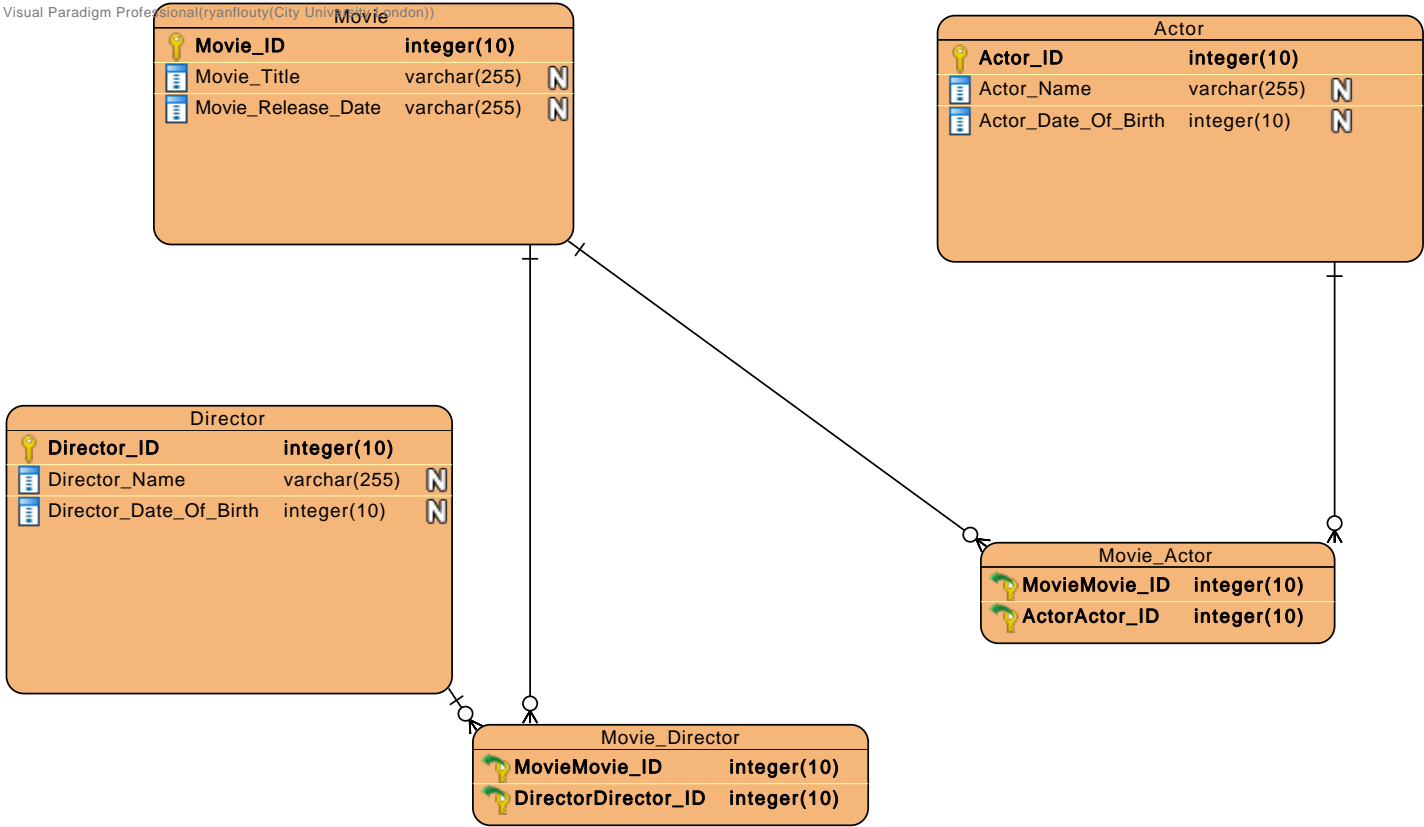 Visual Paradigm Professional(ryanflouty(City University London))
Movie
Movie_ID integer(10)
Movie_Title varchar(255) N
Movie_Release_Date varchar(255) N
Actor
Actor_ID integer(10)
Actor_Name varchar(255) N
Actor_Date_Of_Birth integer(10) N
Director
Director_ID integer(10)
Director_Name varchar(255) N
Director_Date_Of_Birth integer(10) N
Movie_Actor
MovieMovie_ID integer(10)
ActorActor_ID integer(10)
Movie_Director
MovieMovie_ID integer(10)
DirectorDirector_ID integer(10)